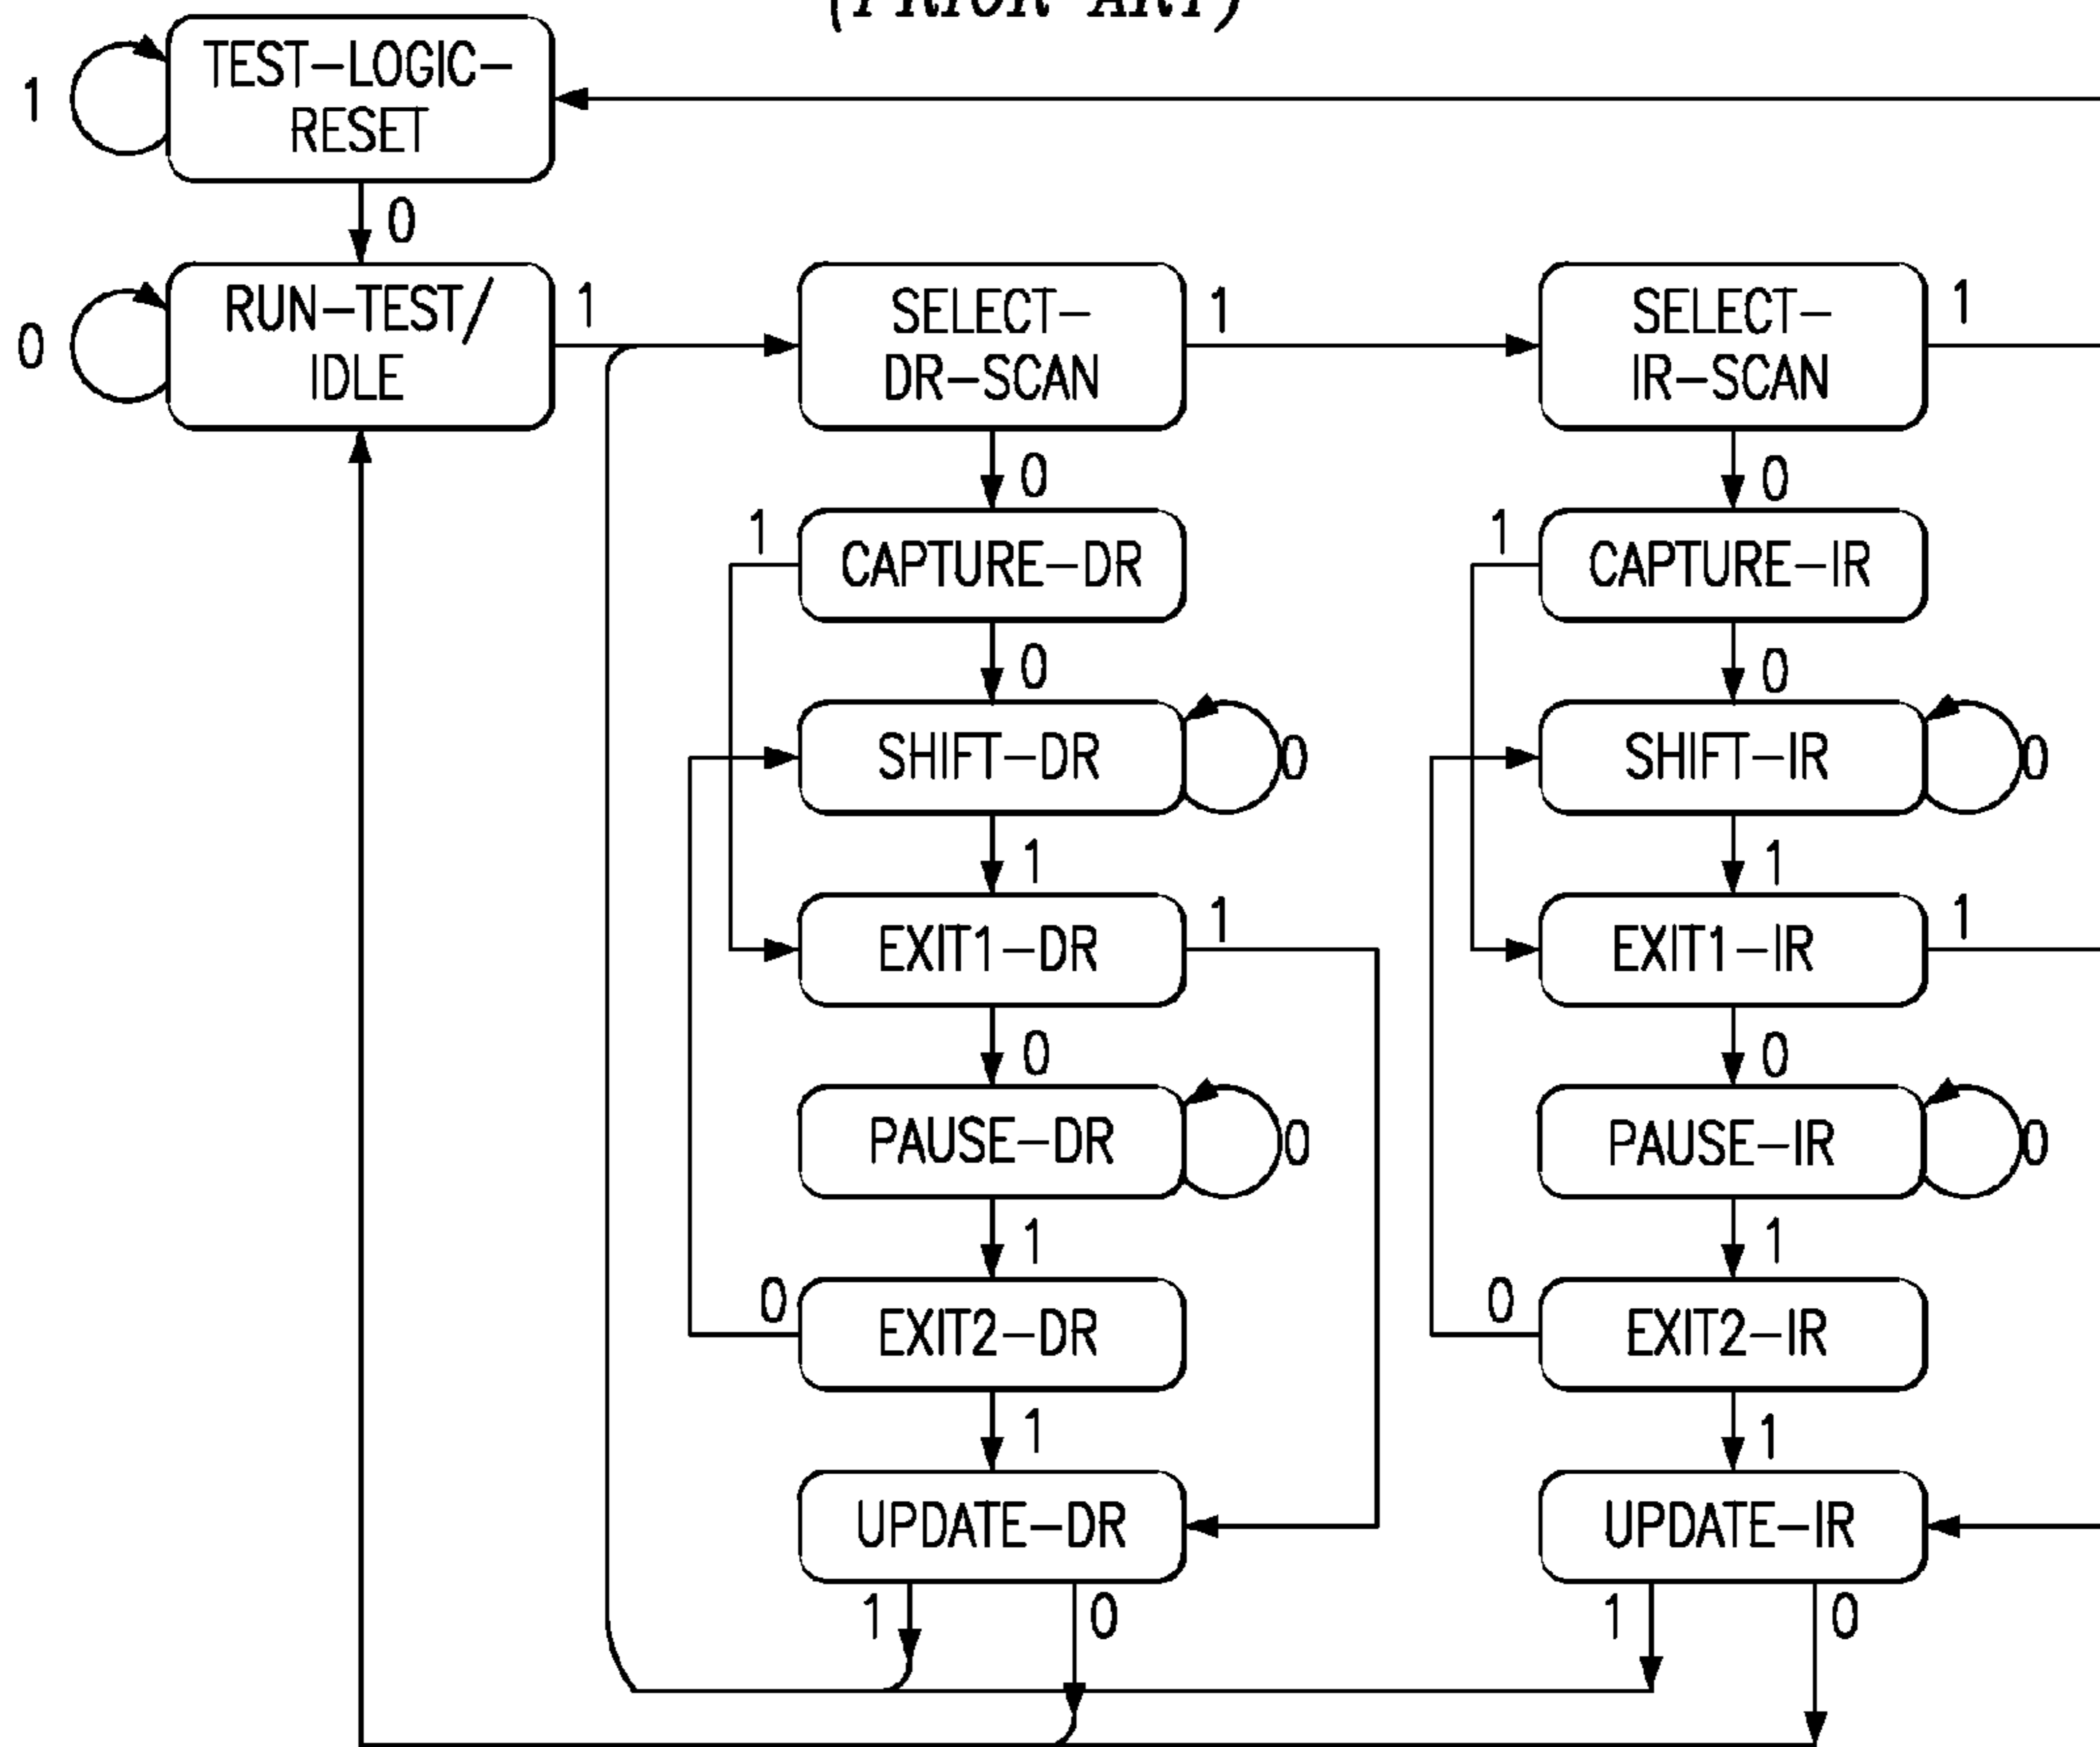 (PRIOR ART)
TEST-LOGIC-
RESET
1
0
RUN-TEST/
IDLE
0
1
SELECT-
DR-SCAN
1
SELECT-
IR-SCAN
1
0
0
1
CAPTURE-DR
1
CAPTURE-IR
0
0
SHIFT-DR
0
SHIFT-IR
0
1
1
EXIT1-DR
1
EXIT1-IR
1
0
0
PAUSE-DR
0
PAUSE-IR
0
1
1
0
EXIT2-DR
0
EXIT2-IR
1
1
UPDATE-DR
UPDATE-IR
1
0
1
0